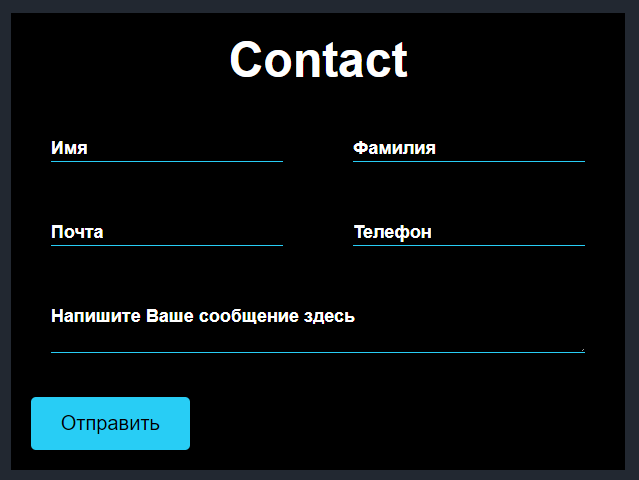 Contact
Имя
Фамилия
Почта
Телефон
Напишите Ваше сообщение здесь
Отправить